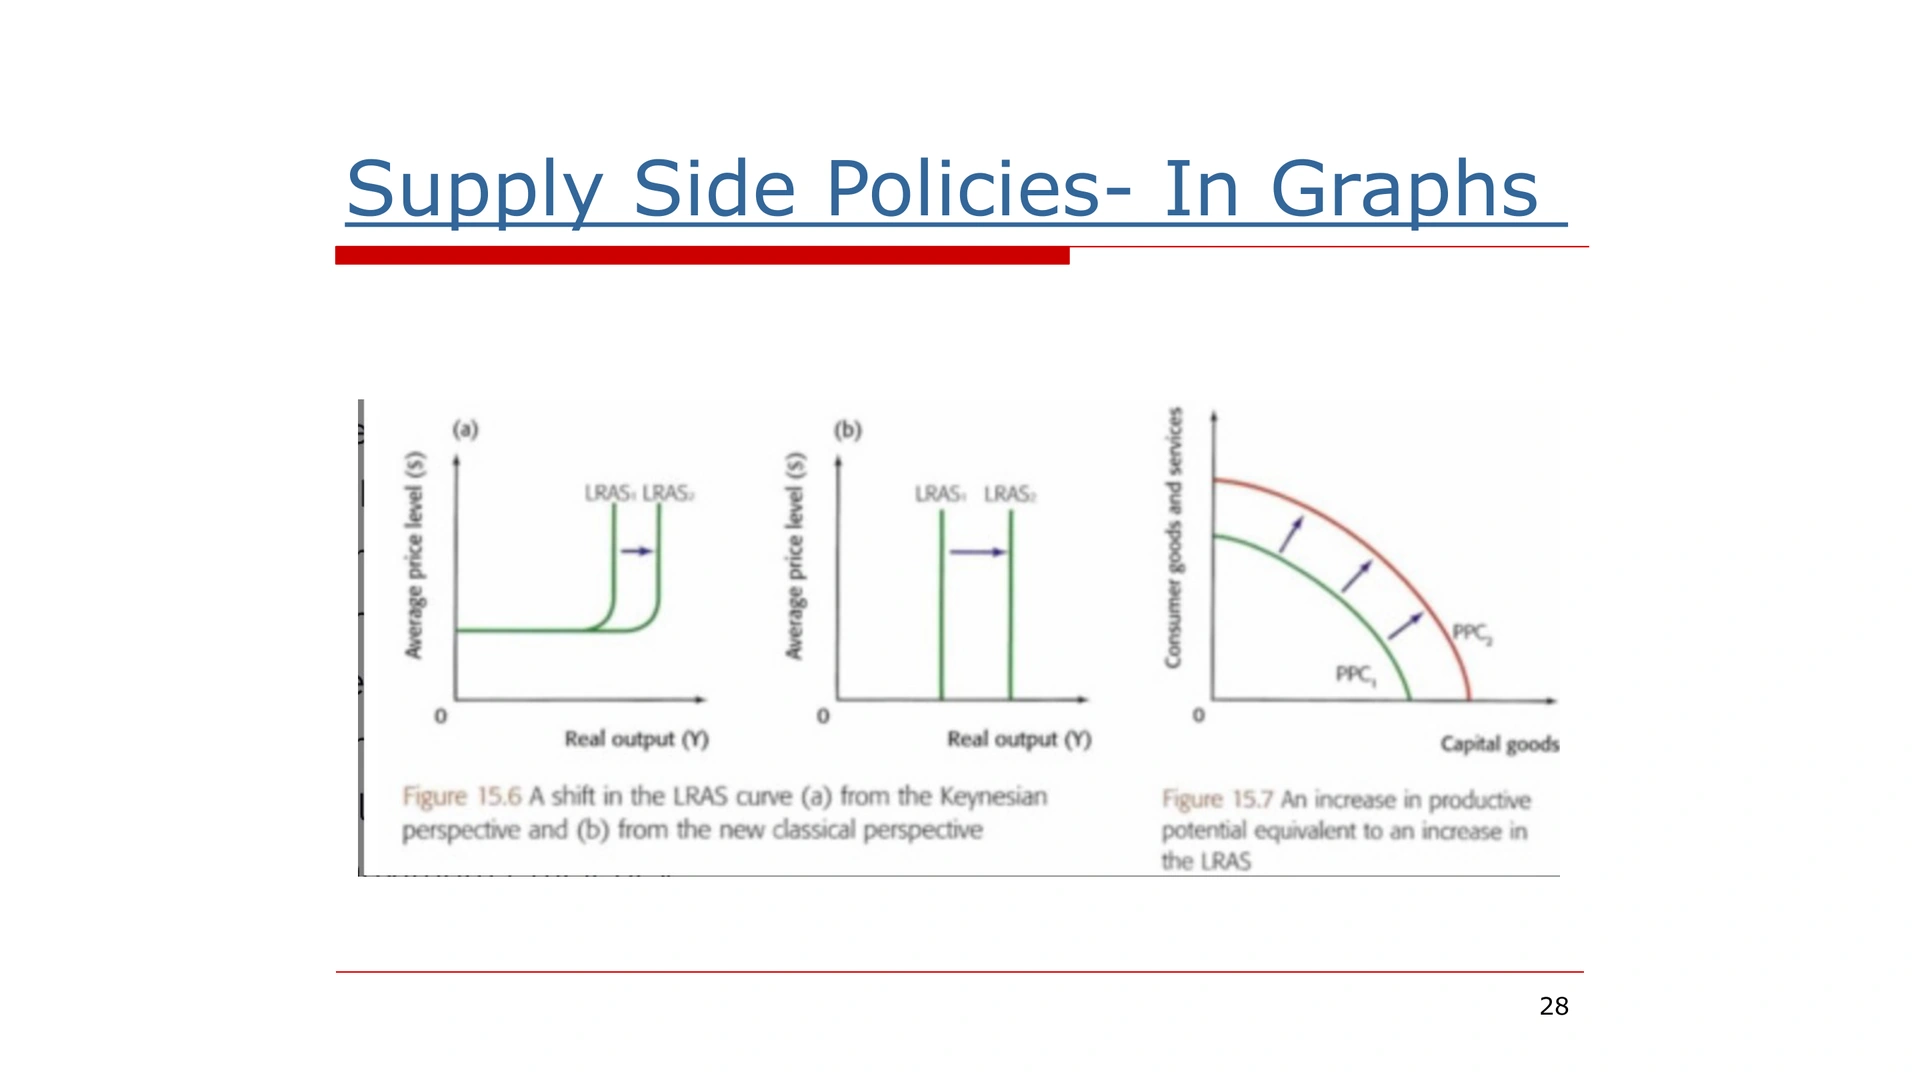 Supply Side Policies- In Graphs
(a)
Average price level ($)
LRAS₁ LRAS₂
0
Real output (Y)
(b)
Average price level ($)
LRAS₁ LRAS₂
0
Real output (Y)
Figure 15.6 A shift in the LRAS curve (a) from the Keynesian
perspective and (b) from the new classical perspective
Consumer goods and services
PPC₂
PPC₁
0
Capital goods
Figure 15.7 An increase in productive
potential equivalent to an increase in
the LRAS
28